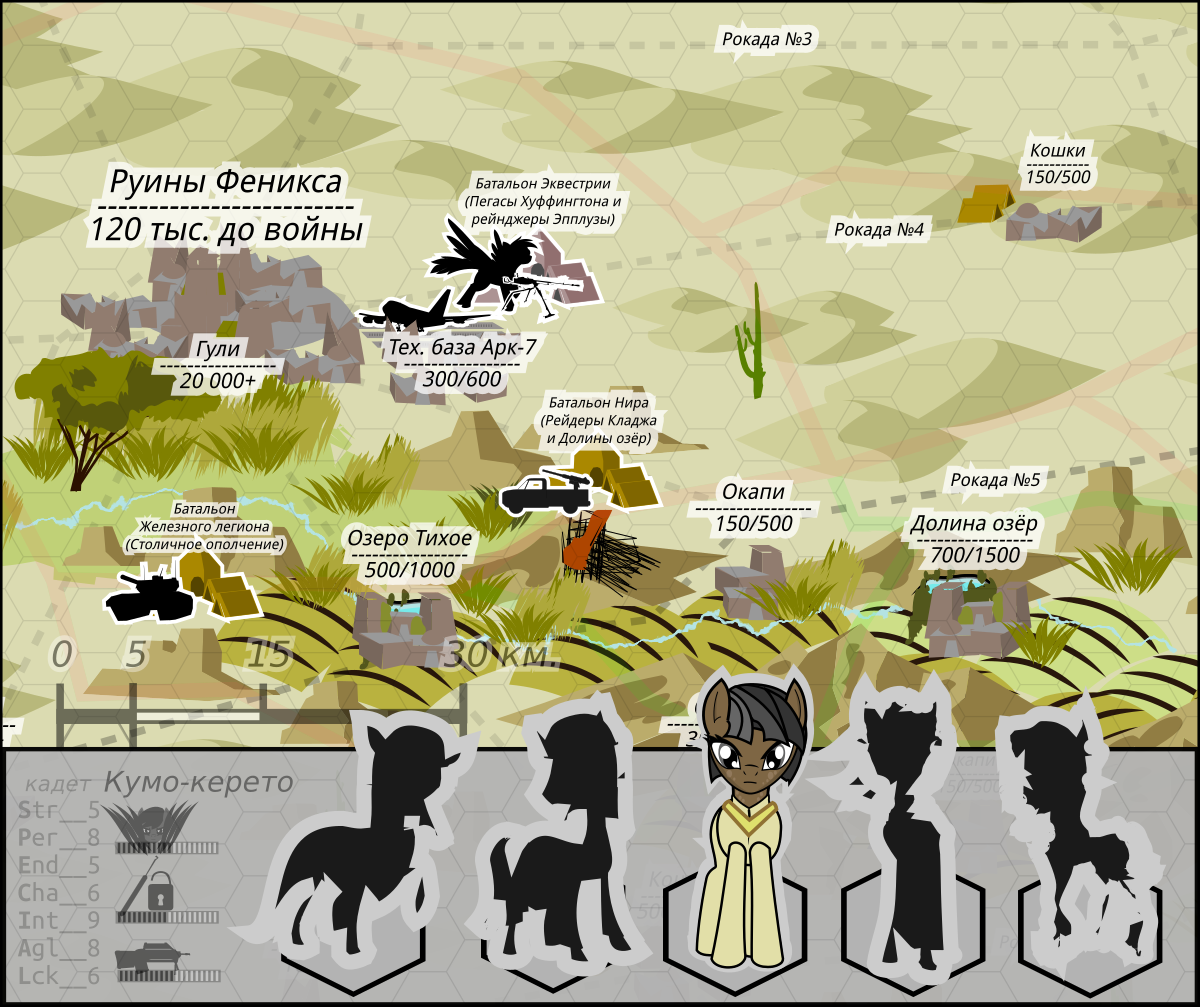 Рокада №3
Кошки
150/500
Руины Феникса
120 тыс. до войны
Батальон Эквестрии
(Пегасы Хуффингтона и
рейнджеры Эпплузы)
Рокада №4
Гули
20 000+
Тех. база Арк-7
300/600
Батальон Нира
(Рейдеры Кладжа
и Долины озёр)
Рокада №5
Окапи
150/500
Долина озёр
700/1500
Батальон
Железного легиона
(Столичное ополчение)
Озеро Тихое
500/1000
0 5 15 30 км.
кадет Кумо-керето
Str__5
Per__8
End__5
Cha__6
Int__9
Agl__8
Lck__6